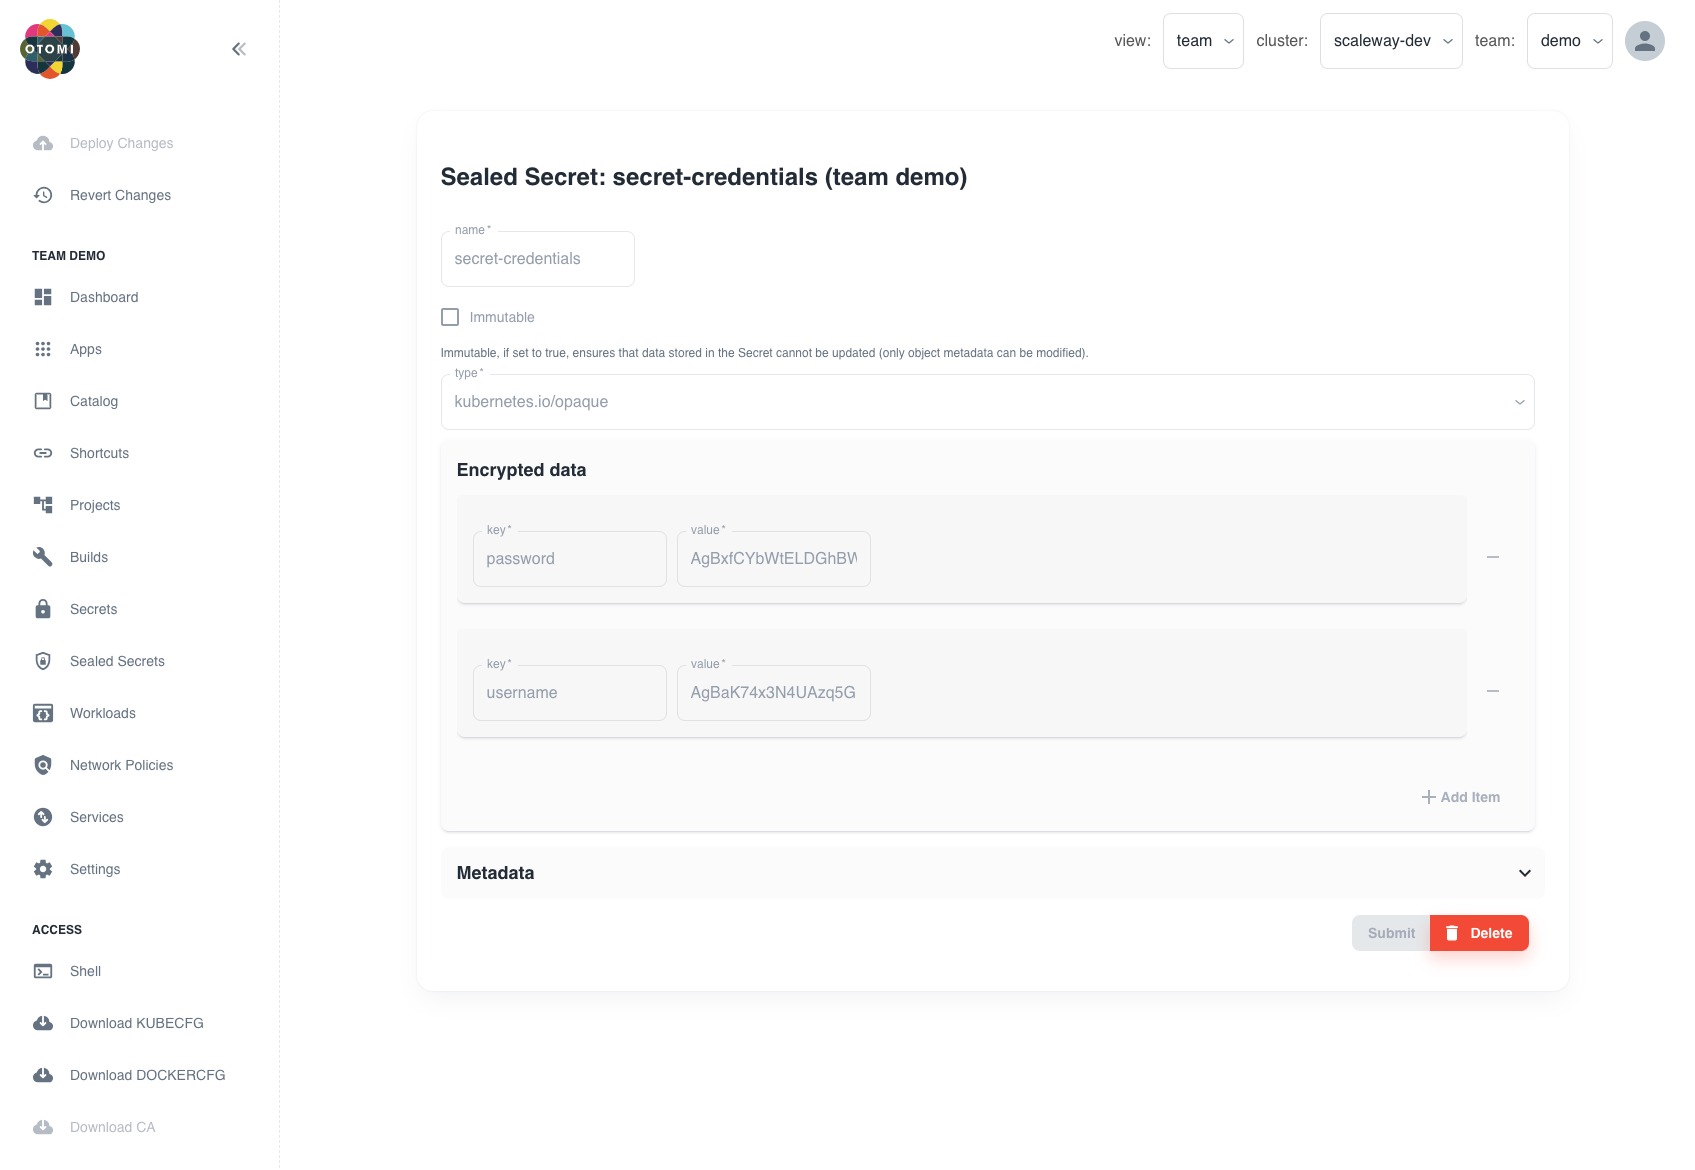 OTOMI
view: team cluster: scaleway-dev team: demo
Deploy Changes
Revert Changes
TEAM DEMO
Dashboard
Apps
Catalog
Shortcuts
Projects
Builds
Secrets
Sealed Secrets
Workloads
Network Policies
Services
Settings
ACCESS
Shell
Download KUBECFG
Download DOCKERCFG
Download CA
Sealed Secret: secret-credentials (team demo)
name *
secret-credentials
Immutable
Immutable, if set to true, ensures that data stored in the Secret cannot be updated (only object metadata can be modified).
type *
kubernetes.io/opaque
Encrypted data
key * value *
password AgBxfCYbWtELDGhBW
key * value *
username AgBaK74x3N4UAzq5G
Add Item
Metadata
Submit Delete